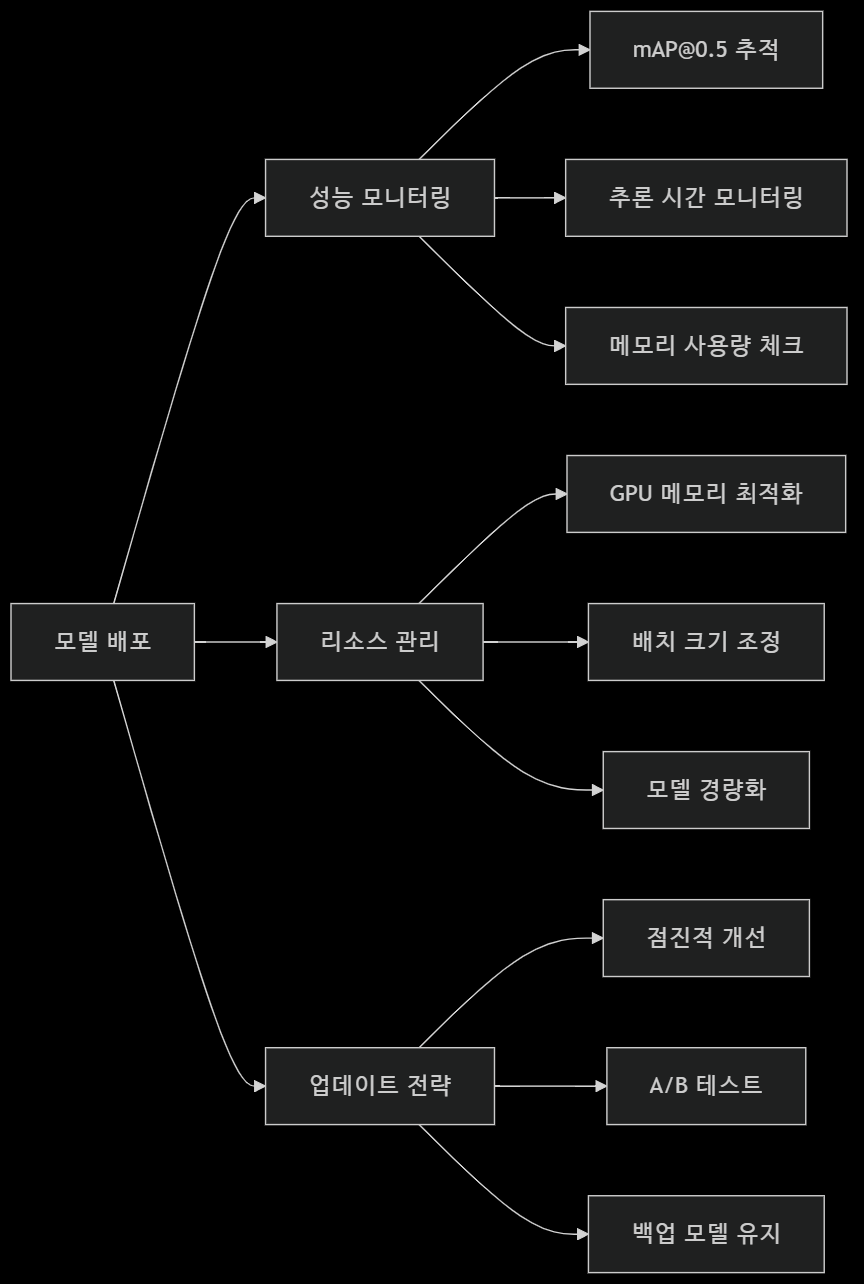 모델 배포
성능 모니터링
mAP@0.5 추적
추론 시간 모니터링
메모리 사용량 체크
리소스 관리
GPU 메모리 최적화
배치 크기 조정
모델 경량화
업데이트 전략
점진적 개선
A/B 테스트
백업 모델 유지